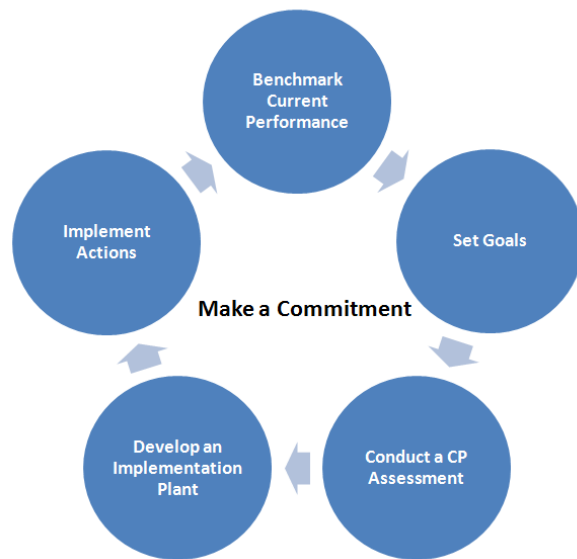 Benchmark
Current
Performance
Set Goals
Conduct a CP
Assessment
Develop an
Implementation
Plant
Implement
Actions
Make a Commitment